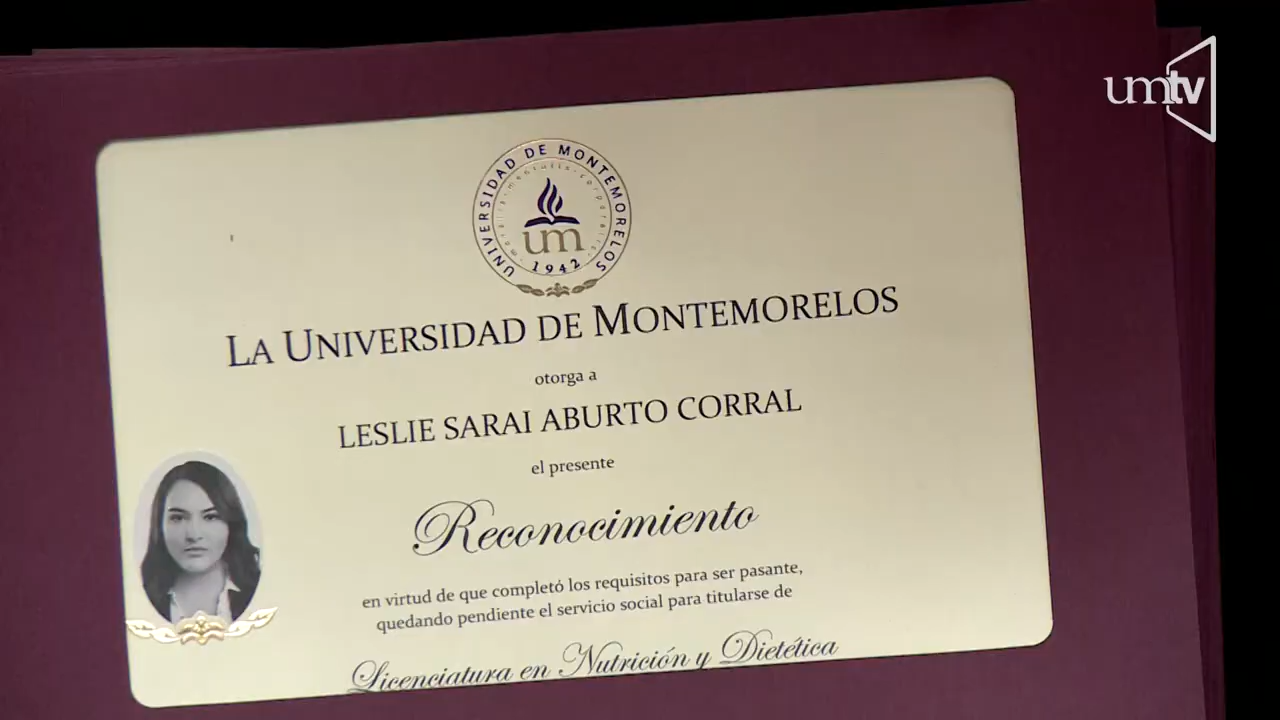 umtv
UNIVERSIDAD DE MONTEMORELOS
um
1942
LA UNIVERSIDAD DE MONTEMORELOS
otorga a
LESLIE SARAI ABURTO CORRAL
el presente
Reconocimiento
en virtud de que completó los requisitos para ser pasante,
quedando pendiente el servicio social para titularse de
Licenciatura en Nutrición y Dietética